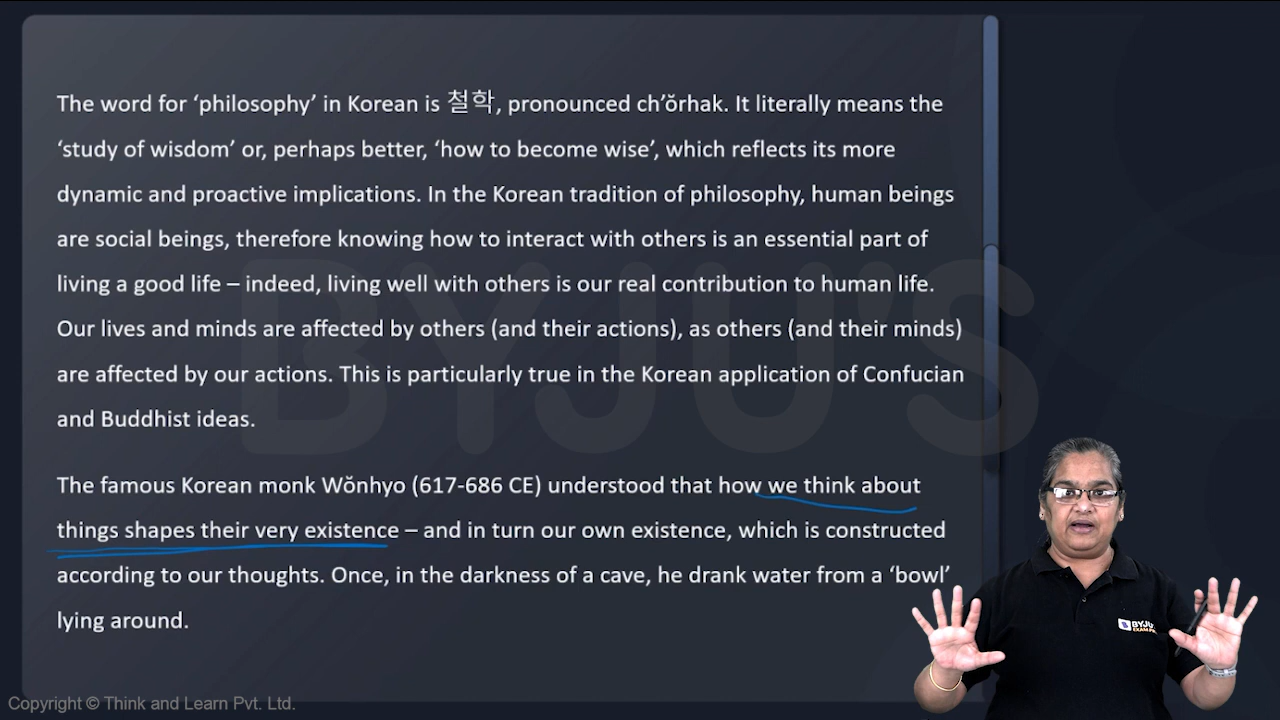 The word for ‘philosophy’ in Korean is 철학, pronounced ch’ŏrhak. It literally means the
‘study of wisdom’ or, perhaps better, ‘how to become wise’, which reflects its more
dynamic and proactive implications. In the Korean tradition of philosophy, human beings
are social beings, therefore knowing how to interact with others is an essential part of
living a good life – indeed, living well with others is our real contribution to human life.
Our lives and minds are affected by others (and their actions), as others (and their minds)
are affected by our actions. This is particularly true in the Korean application of Confucian
and Buddhist ideas.
The famous Korean monk Wŏnhyo (617-686 CE) understood that how we think about
things shapes their very existence – and in turn our own existence, which is constructed
according to our thoughts. Once, in the darkness of a cave, he drank water from a ‘bowl’
lying around.
BYJU'S
Copyright © Think and Learn Pvt. Ltd.